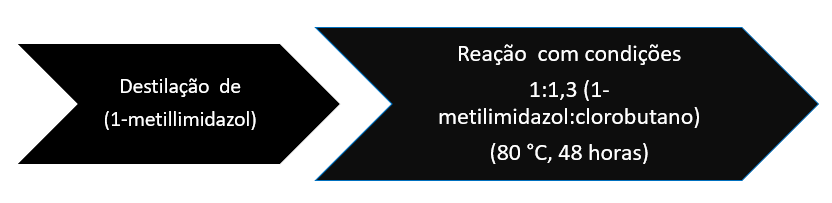 Destilação de
(1-metillimidazol)
Reação com condições
1:1,3 (1-
metilimidazol:clorobutano)
(80 °C, 48 horas)